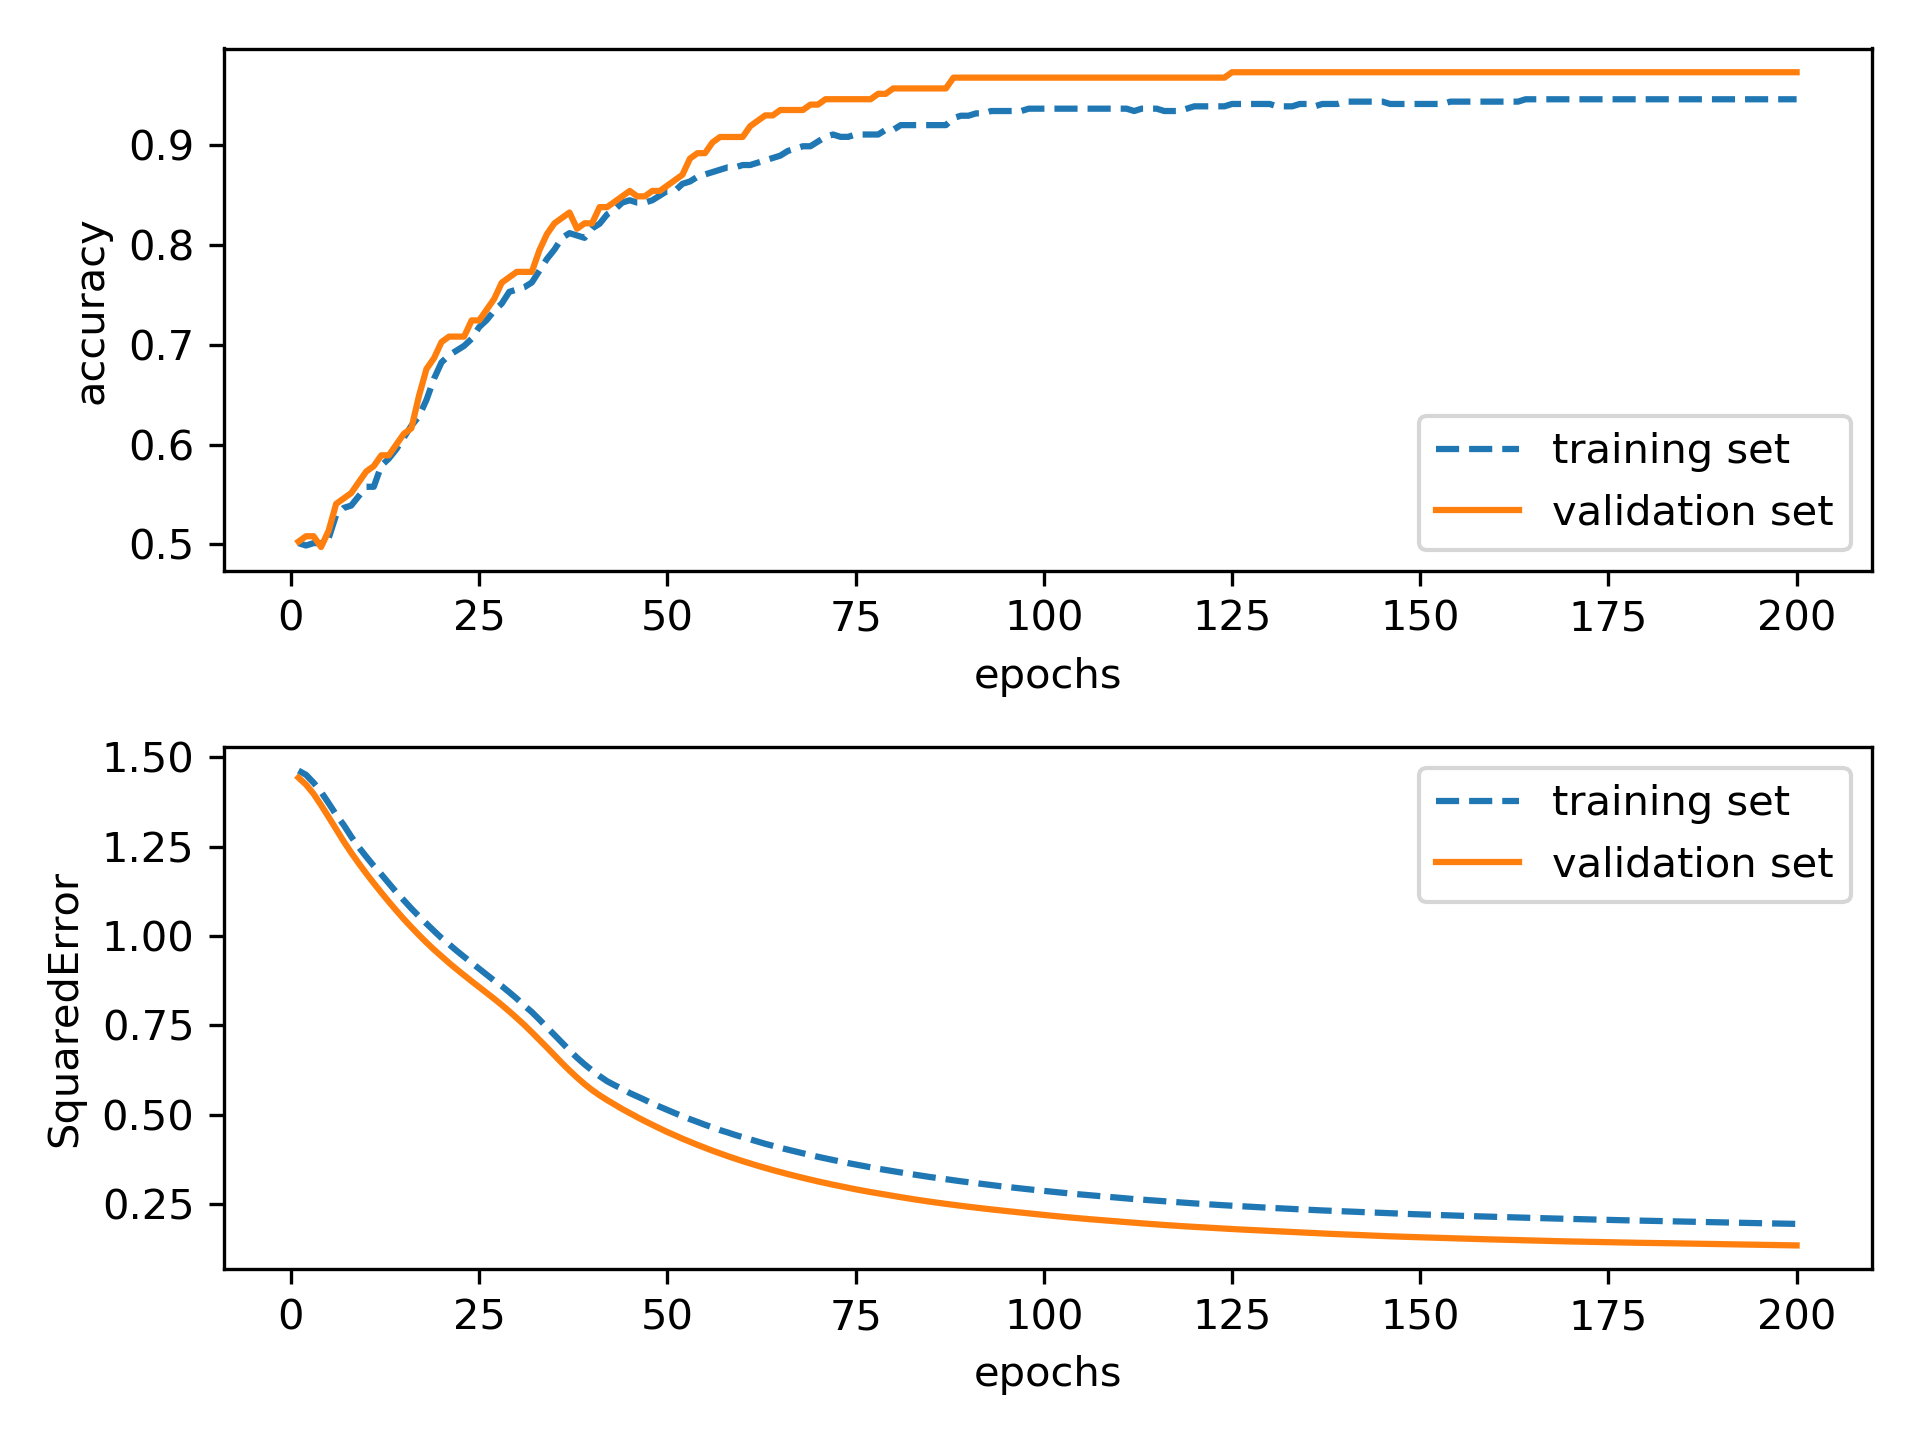 accuracy
0.9
0.8
0.7
0.6
0.5
training set
validation set
0 25 50 75 100 125 150 175 200
epochs
SquaredError
1.50
1.25
1.00
0.75
0.50
0.25
training set
validation set
0 25 50 75 100 125 150 175 200
epochs